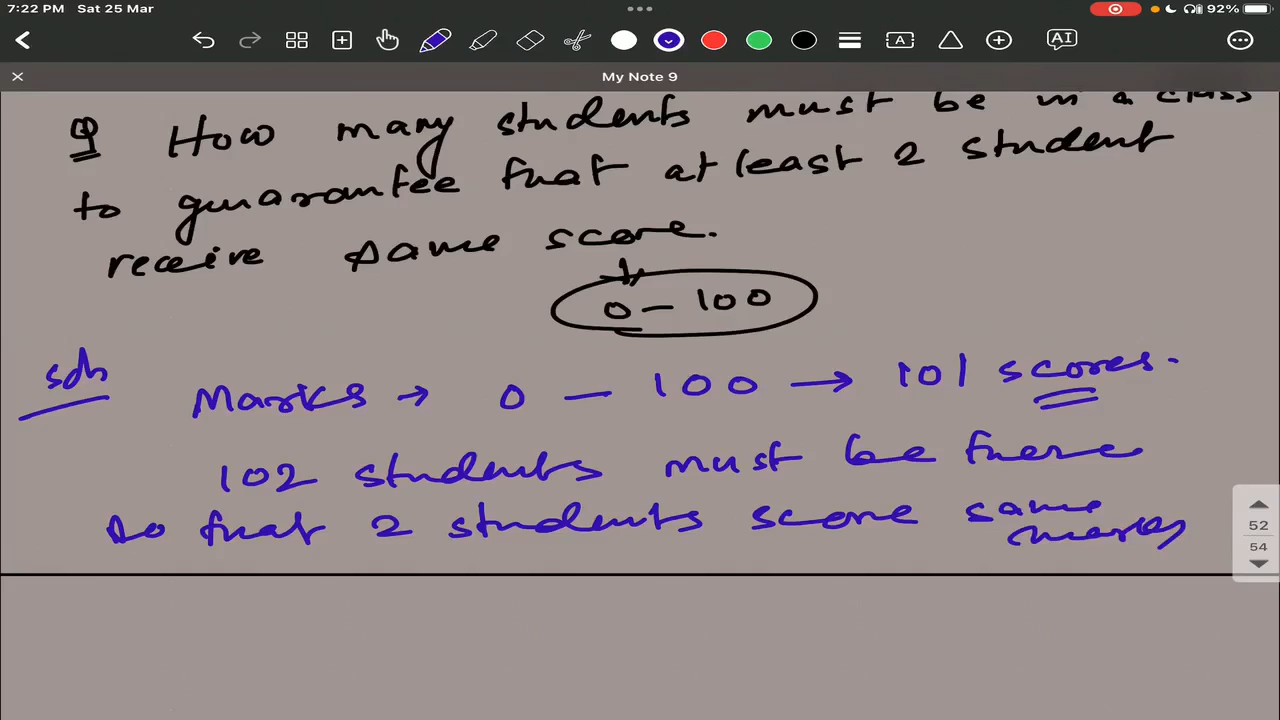 7:22 PM Sat 25 Mar
92%
A
AI
My Note 9
Q How many students must be in a class
to guarantee that at least 2 student
receive same score.
0 - 100
Soln Marks → 0 - 100 → 101 scores.
102 students must be there
so that 2 students score same
marks
52
54